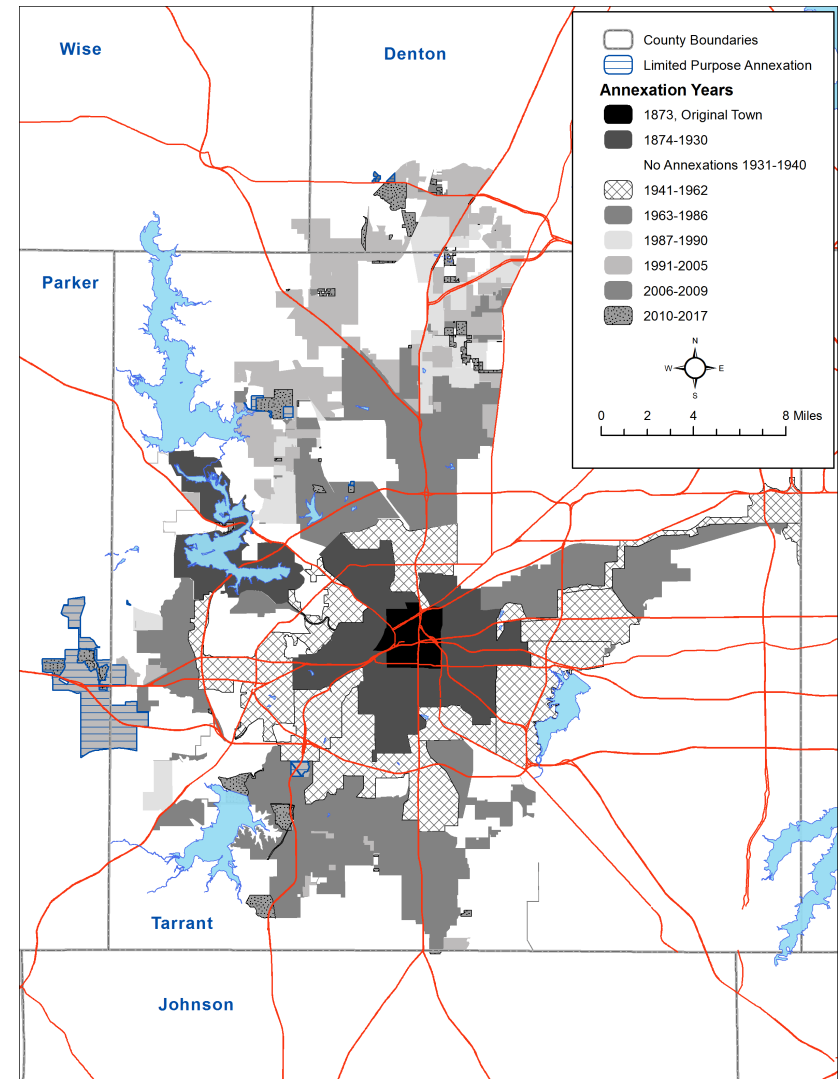 Wise
Denton
County Boundaries
Limited Purpose Annexation
Annexation Years
1873, Original Town
1874-1930
No Annexations 1931-1940
1941-1962
1963-1986
1987-1990
1991-2005
2006-2009
2010-2017
N
W E
S
0 2 4 8 Miles
Parker
Tarrant
Johnson